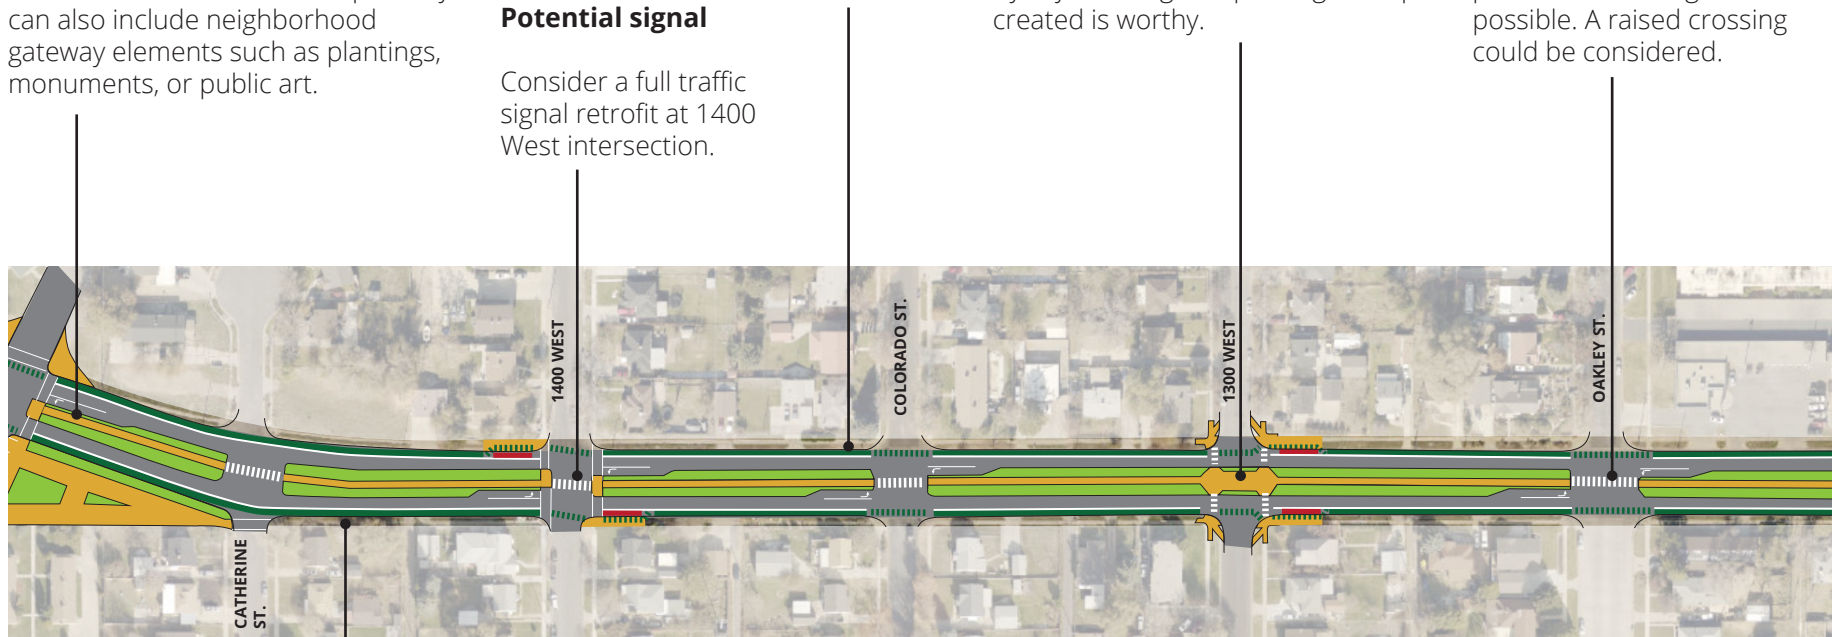 can also include neighborhood
gateway elements such as plantings,
monuments, or public art.
Potential signal
Consider a full traffic
signal retrofit at 1400
West intersection.
created is worthy.
possible. A raised crossing
could be considered.
1400 WEST
COLORADO ST.
1300 WEST
OAKLEY ST.
CATHERINE
ST.